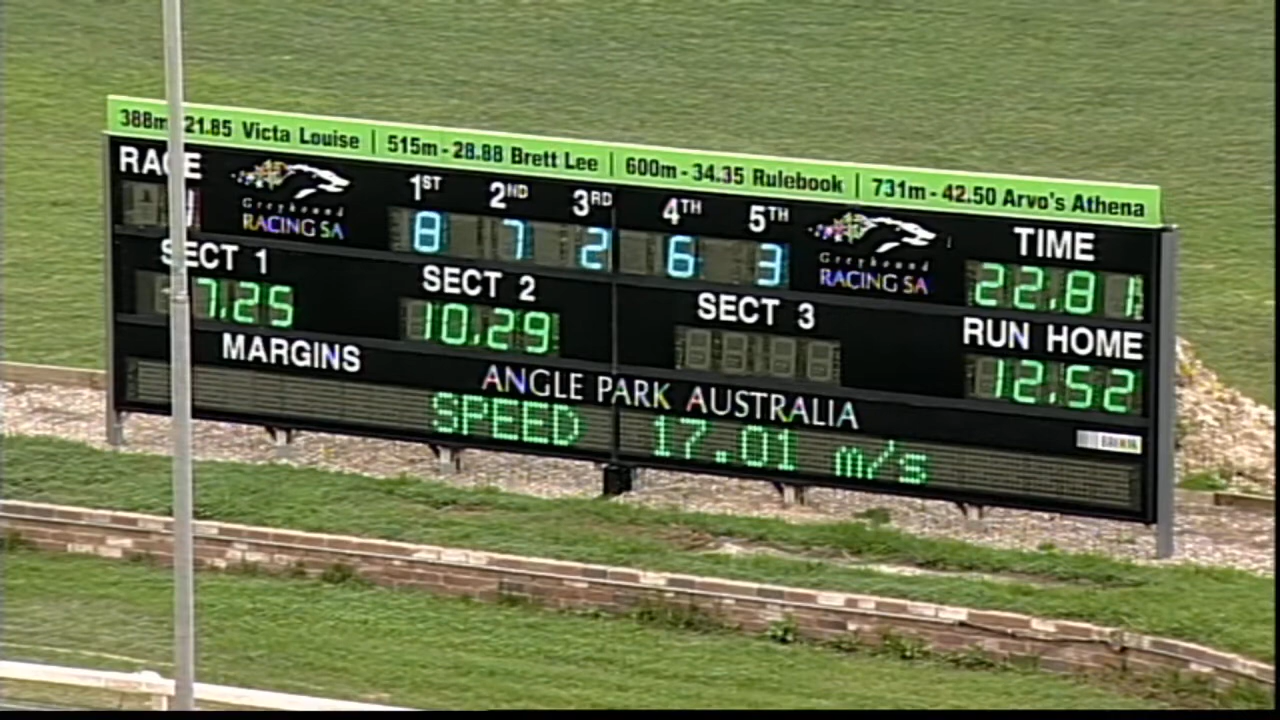 388m 21.85 Victa Louise | 515m - 28.88 Brett Lee | 600m - 34.35 Rulebook | 731m - 42.50 Arvo's Athena
RACE 1ST 2ND 3RD 4TH 5TH TIME
Greyhound RACING SA 8 7 2 6 3 Greyhound RACING SA 22.81
SECT 1 SECT 2 SECT 3 RUN HOME
7.25 10.29 12.52
MARGINS ANGLE PARK AUSTRALIA
SPEED 17.01 m/s